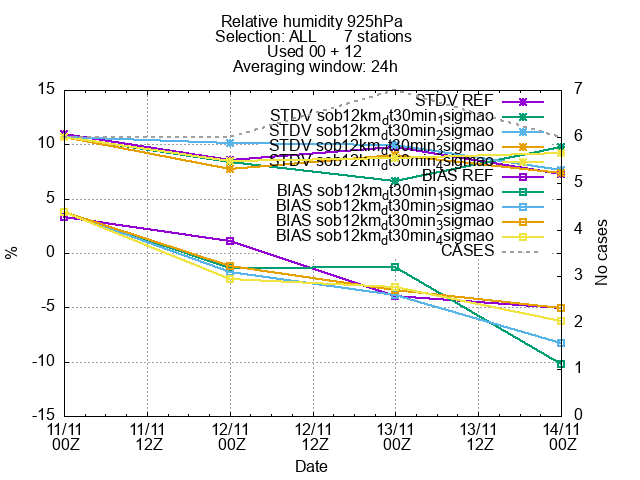 Relative humidity 925hPa
Selection: ALL 7 stations
Used 00 + 12
Averaging window: 24h
15
10
5
0
-5
-10
-15
%
7
6
5
4
3
2
1
0
No cases
STDV REF
STDV sob12km_dt30min_1sigmao
STDV sob12km_dt30min_2sigmao
STDV sob12km_dt30min_3sigmao
STDV sob12km_dt30min_4sigmao
BIAS REF
BIAS sob12km_dt30min_1sigmao
BIAS sob12km_dt30min_2sigmao
BIAS sob12km_dt30min_3sigmao
BIAS sob12km_dt30min_4sigmao
CASES
11/11 11/11 12/11 12/11 13/11 13/11 14/11
00Z 12Z 00Z 12Z 00Z 12Z 00Z
Date